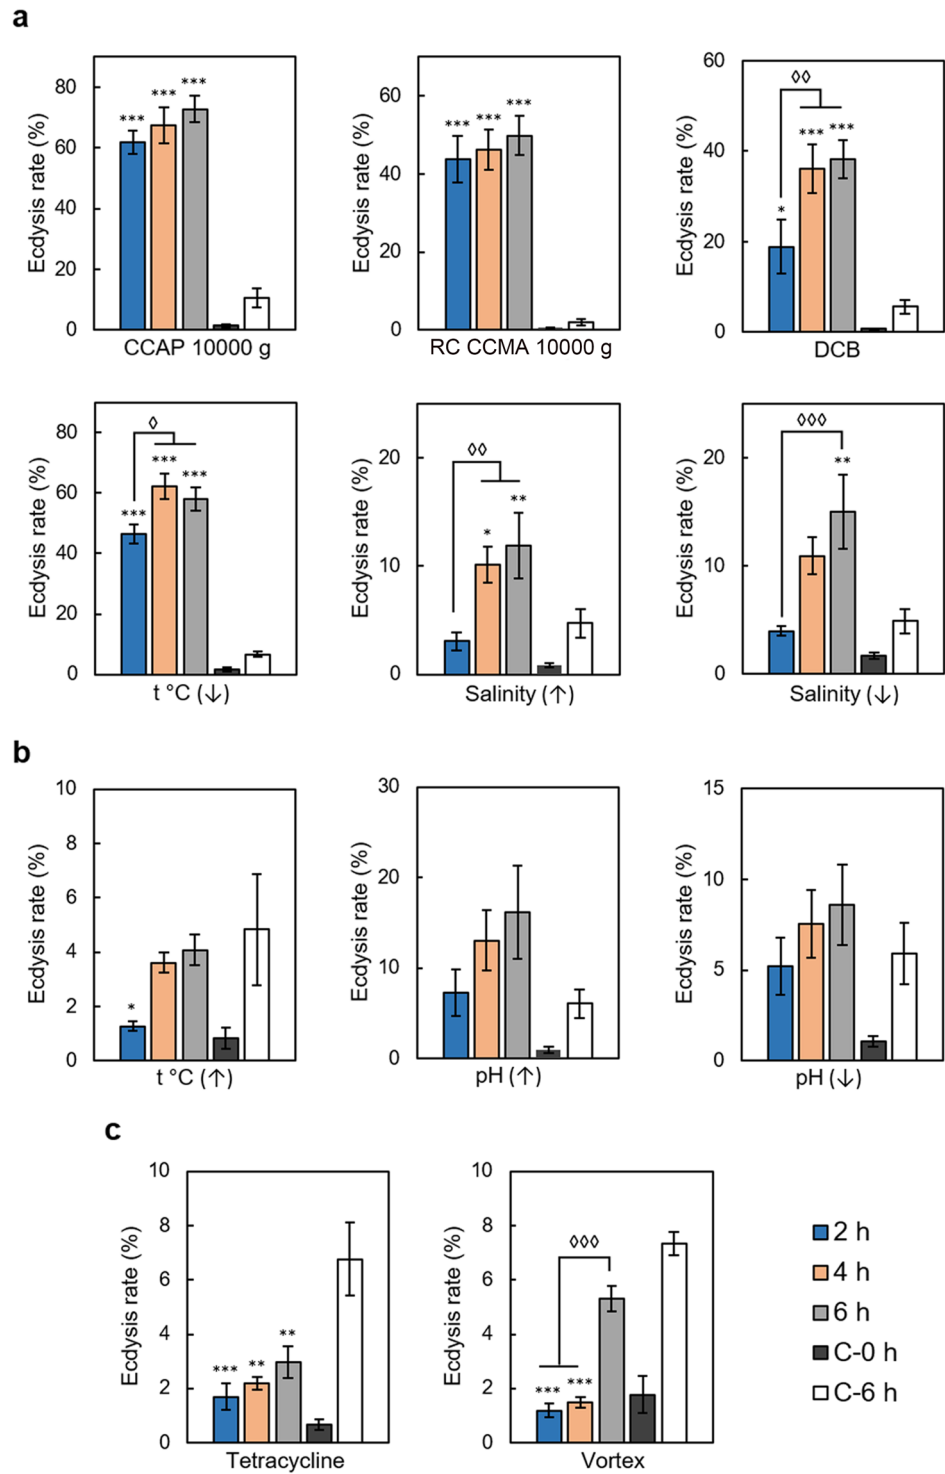 a
Ecdysis rate (%)
80
60
40
20
0
***
***
***
CCAP 10000 g
Ecdysis rate (%)
60
40
20
0
***
***
***
RC CCMA 10000 g
Ecdysis rate (%)
60
40
20
0
◊◊
*
***
***
DCB
Ecdysis rate (%)
80
60
40
20
0
◊
***
***
***
t °C (↓)
Ecdysis rate (%)
20
10
0
◊◊
*
**
Salinity (↑)
Ecdysis rate (%)
20
10
0
◊◊◊
**
Salinity (↓)
b
Ecdysis rate (%)
10
8
6
4
2
0
*
t °C (↑)
Ecdysis rate (%)
30
20
10
0
pH (↑)
Ecdysis rate (%)
15
10
5
0
pH (↓)
c
Ecdysis rate (%)
10
8
6
4
2
0
***
**
**
Tetracycline
Ecdysis rate (%)
10
8
6
4
2
0
◊◊◊
***
***
Vortex
2 h
4 h
6 h
C-0 h
C-6 h